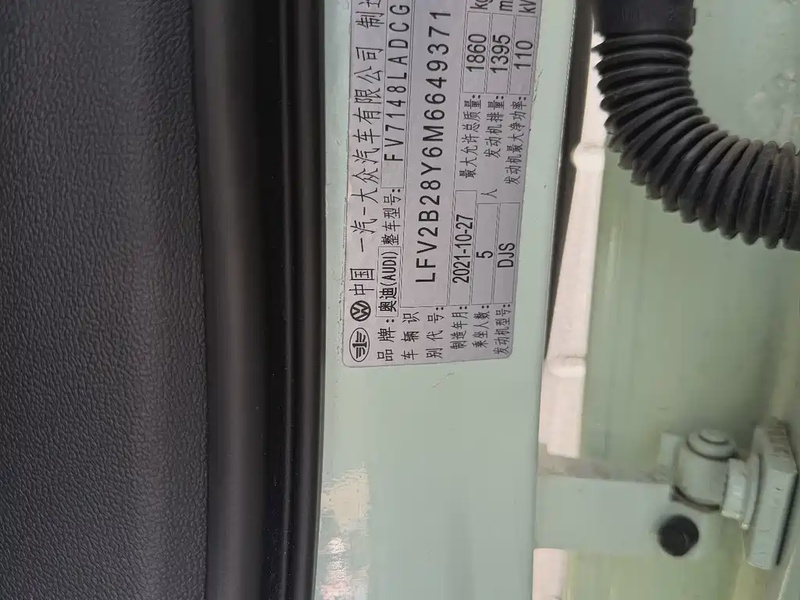 中国 一汽-大众汽车有限公司 制造
品牌:奥迪(AUDI) 整车型号: FV7148LADCG
车辆识别代号: LFV2B28Y6M6649371
制造年月: 2021-10-27 最大允许总质量: 1860 kg
乘坐人数: 5 人 发动机排量: 1395 m
发动机型号: DJS 发动机最大净功率: 110 kW